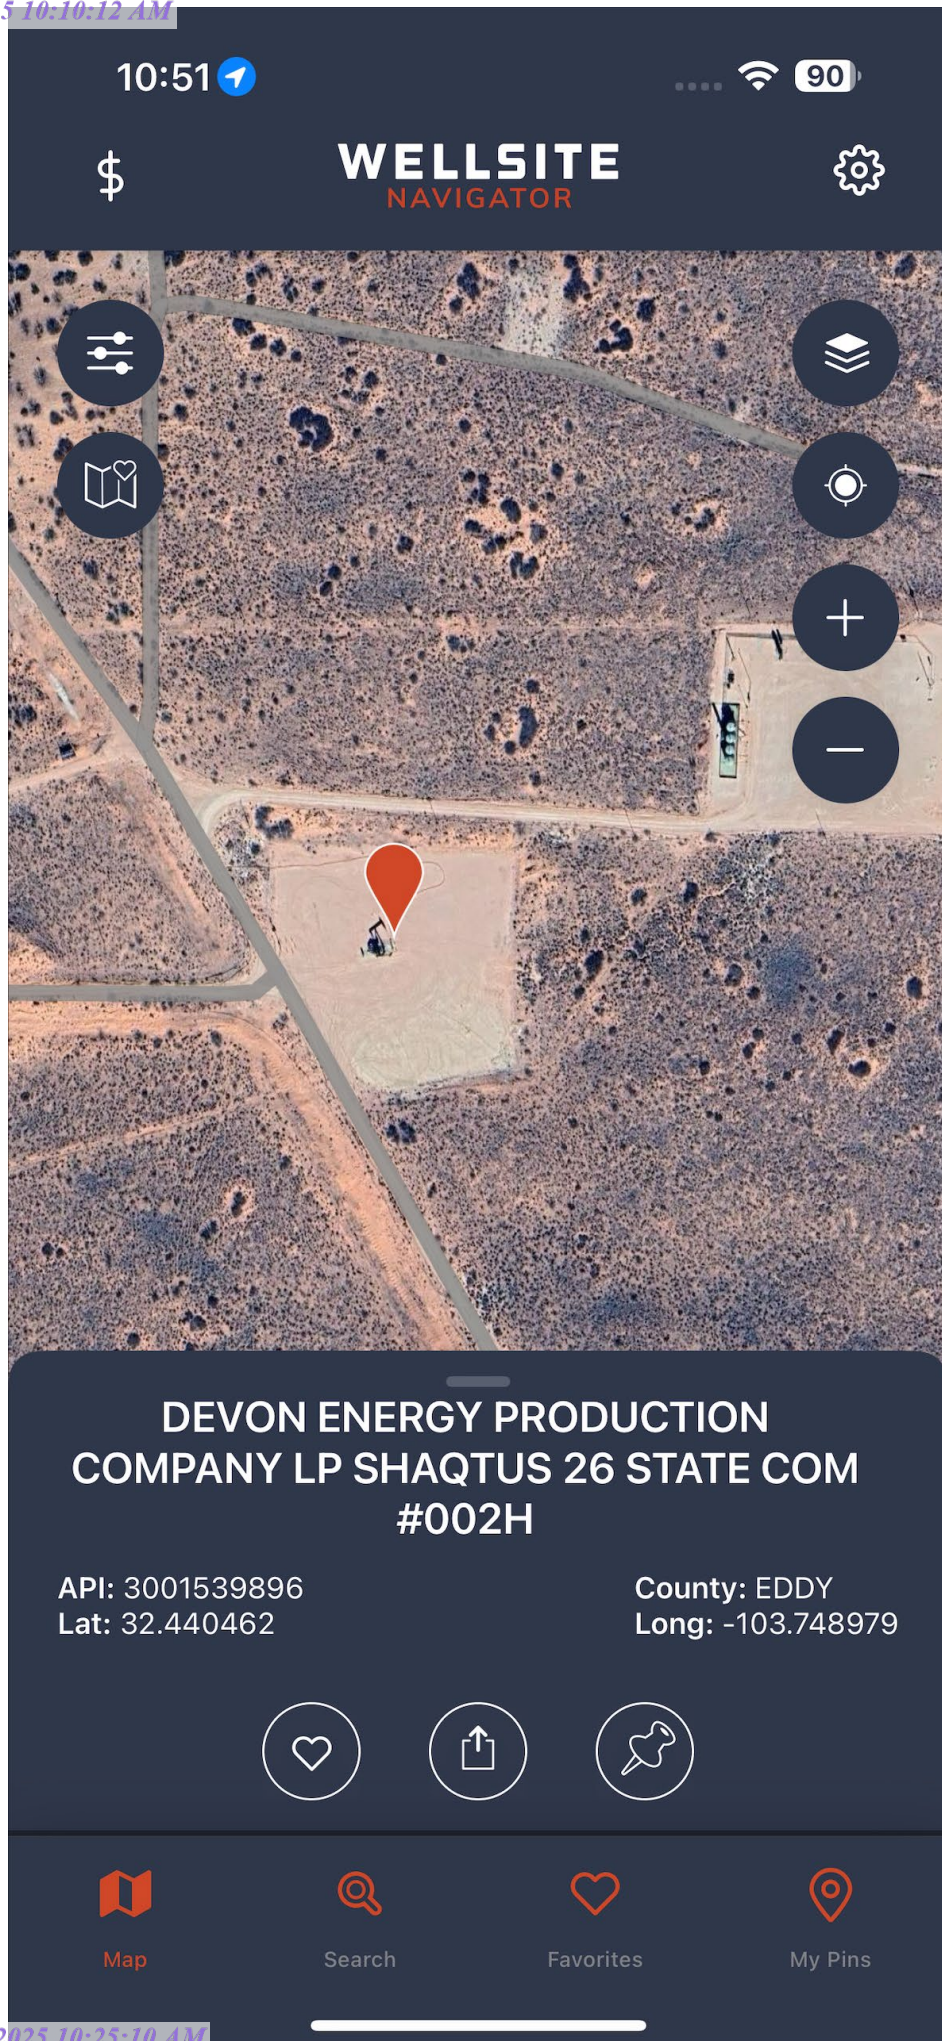 5 10:10:12 AM
10:51
90
$
WELLSITE
NAVIGATOR
DEVON ENERGY PRODUCTION
COMPANY LP SHAQTUS 26 STATE COM
#002H
API: 3001539896 County: EDDY
Lat: 32.440462 Long: -103.748979
Map Search Favorites My Pins
2025 10:25:10 AM